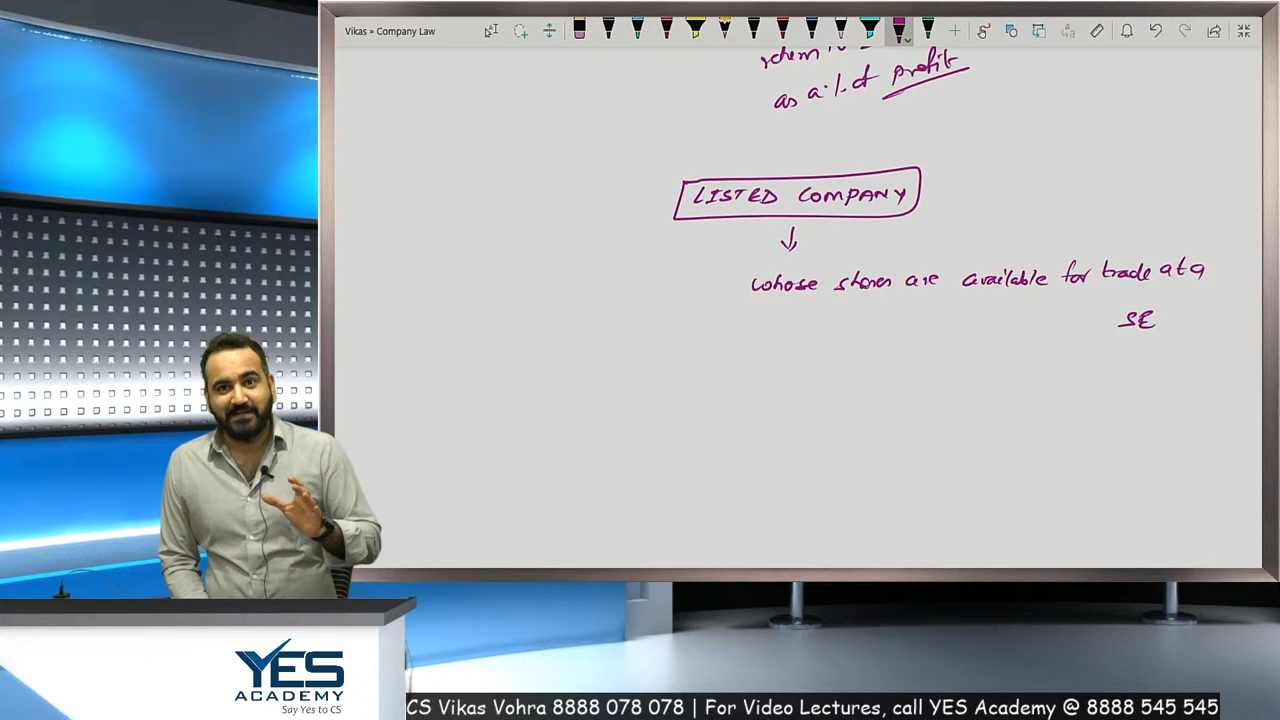 Vikas » Company Law
as a % of profit
LISTED COMPANY
whose shares are available for trade at a
SE
YES
ACADEMY
Say Yes to CS
CS Vikas Vohra 8888 078 078 | For Video Lectures, call YES Academy @ 8888 545 545